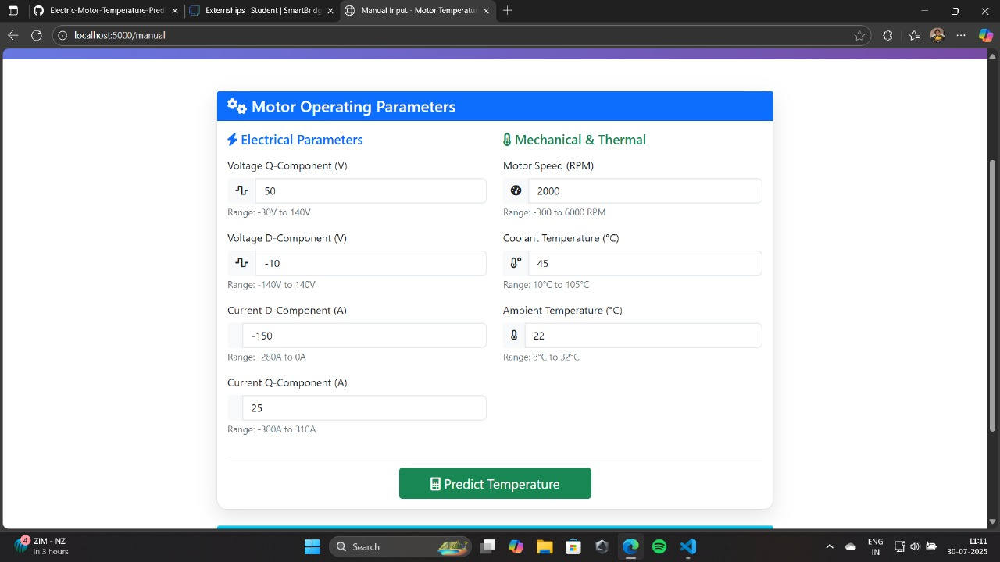 Electric-Motor-Temperature-Predi
Externships | Student | SmartBridg
Manual Input - Motor Temperatur
localhost:5000/manual
Motor Operating Parameters
Electrical Parameters
Voltage Q-Component (V)
50
Range: -30V to 140V
Voltage D-Component (V)
-10
Range: -140V to 140V
Current D-Component (A)
-150
Range: -280A to 0A
Current Q-Component (A)
25
Range: -300A to 310A
Mechanical & Thermal
Motor Speed (RPM)
2000
Range: -300 to 6000 RPM
Coolant Temperature (°C)
45
Range: 10°C to 105°C
Ambient Temperature (°C)
22
Range: 8°C to 32°C
Predict Temperature
4
ZIM - NZ
In 3 hours
Search
ENG
IN
11:11
30-07-2025